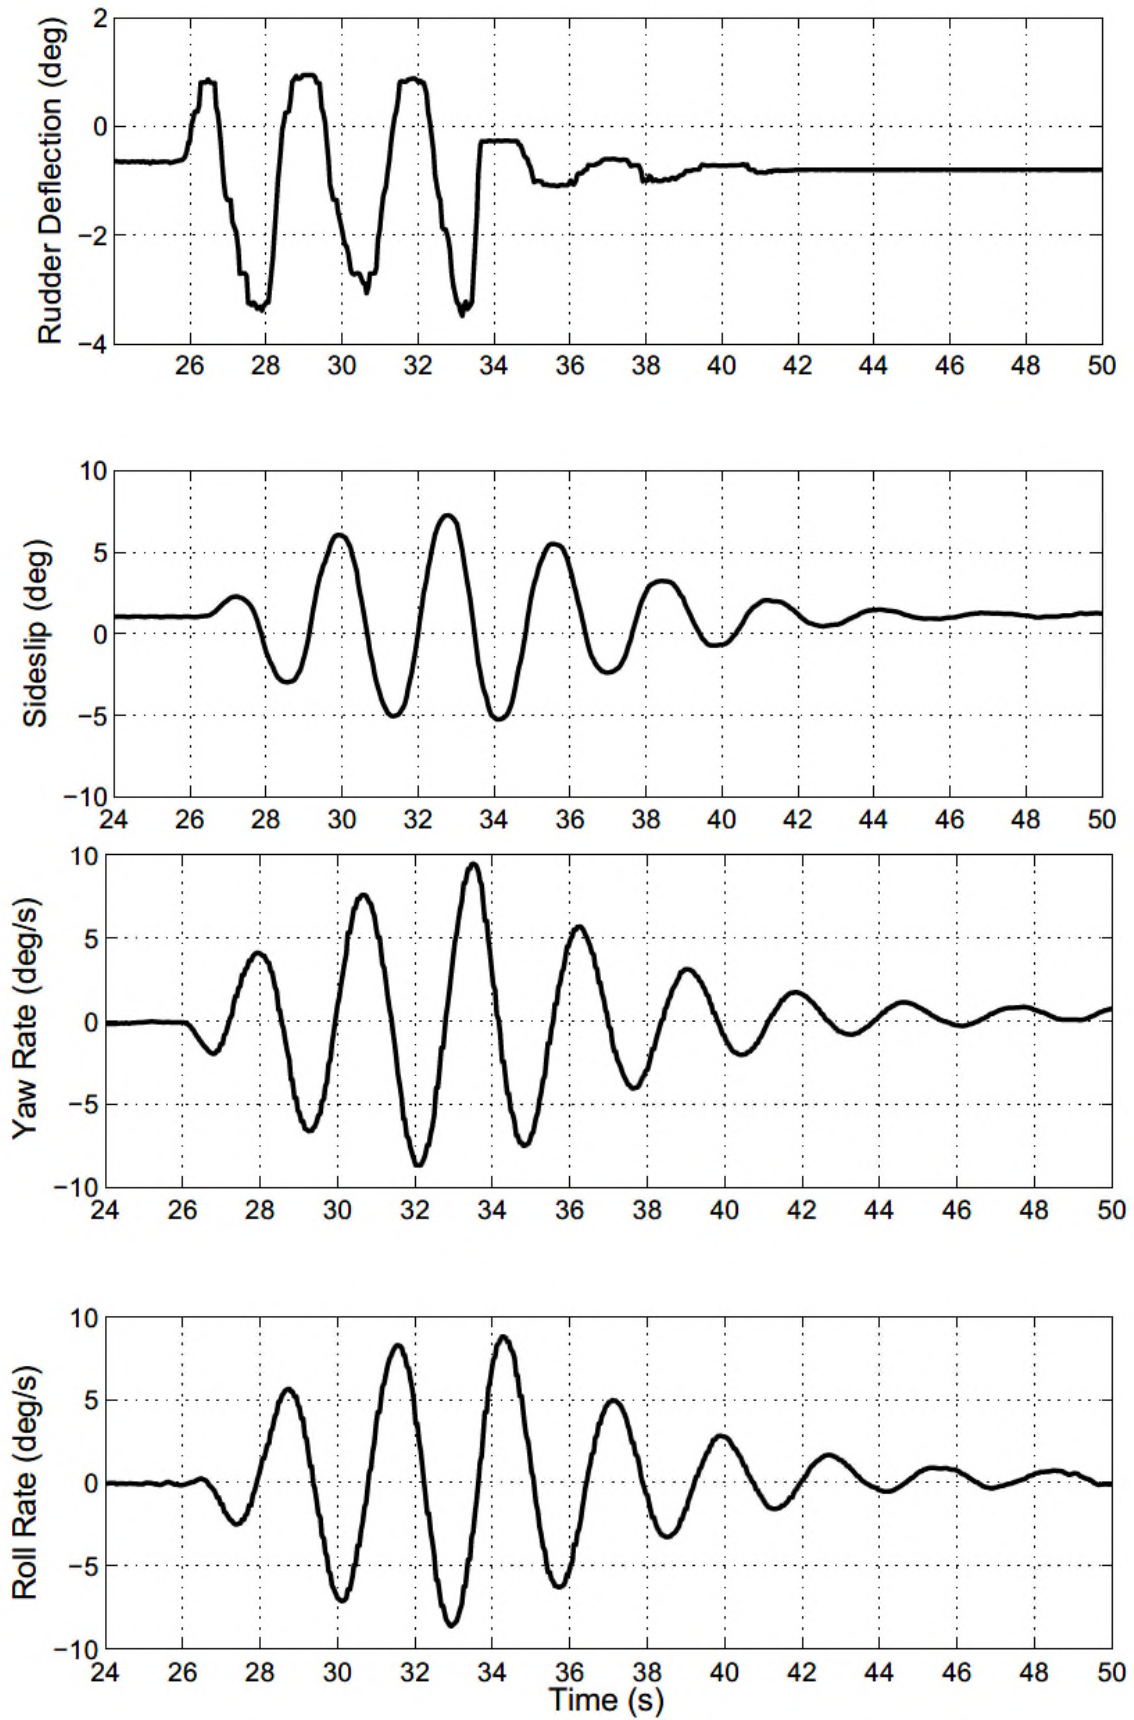 2
0
−2
−4
Rudder Deflection (deg)
26 28 30 32 34 36 38 40 42 44 46 48 50
10
5
0
−5
−10
Sideslip (deg)
24 26 28 30 32 34 36 38 40 42 44 46 48 50
10
5
0
−5
−10
Yaw Rate (deg/s)
24 26 28 30 32 34 36 38 40 42 44 46 48 50
10
5
0
−5
−10
Roll Rate (deg/s)
24 26 28 30 32 34 36 38 40 42 44 46 48 50
Time (s)